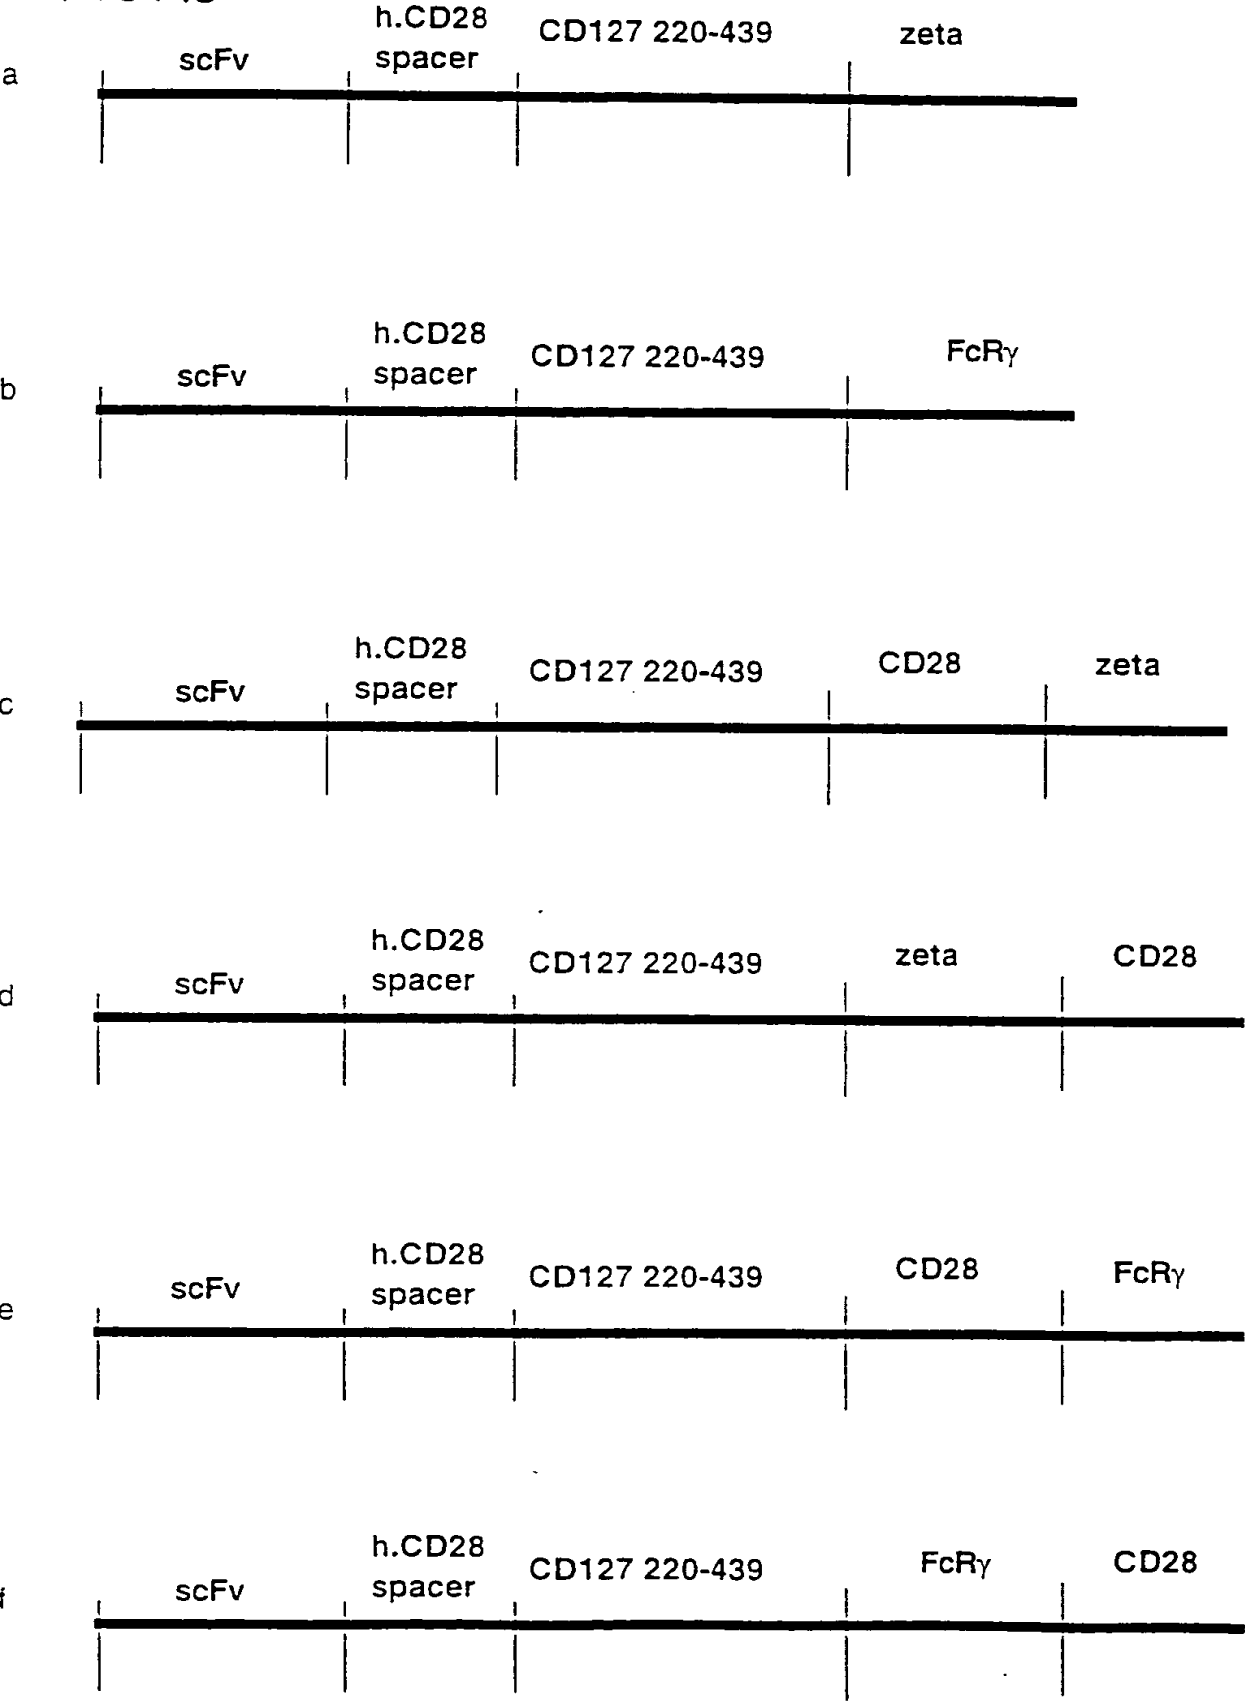 h.CD28
spacer
CD127 220-439
zeta
scFv
a
h.CD28
spacer
CD127 220-439
FcRγ
scFv
b
h.CD28
spacer
CD127 220-439
CD28
zeta
scFv
c
h.CD28
spacer
CD127 220-439
zeta
CD28
scFv
d
h.CD28
spacer
CD127 220-439
CD28
FcRγ
scFv
e
h.CD28
spacer
CD127 220-439
FcRγ
CD28
scFv
f